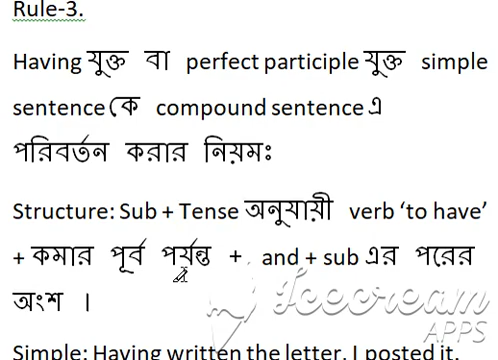 Rule-3.
Having যুক্ত বা perfect participle যুক্ত simple
sentence কে compound sentence এ
পরিবর্তন করার নিয়মঃ
Structure: Sub + Tense অনুযায়ী verb ‘to have’
+ কমার পূর্ব পর্যন্ত + and + sub এর পরের
অংশ ।
Icecream
APPS
Simple: Having written the letter, I posted it.